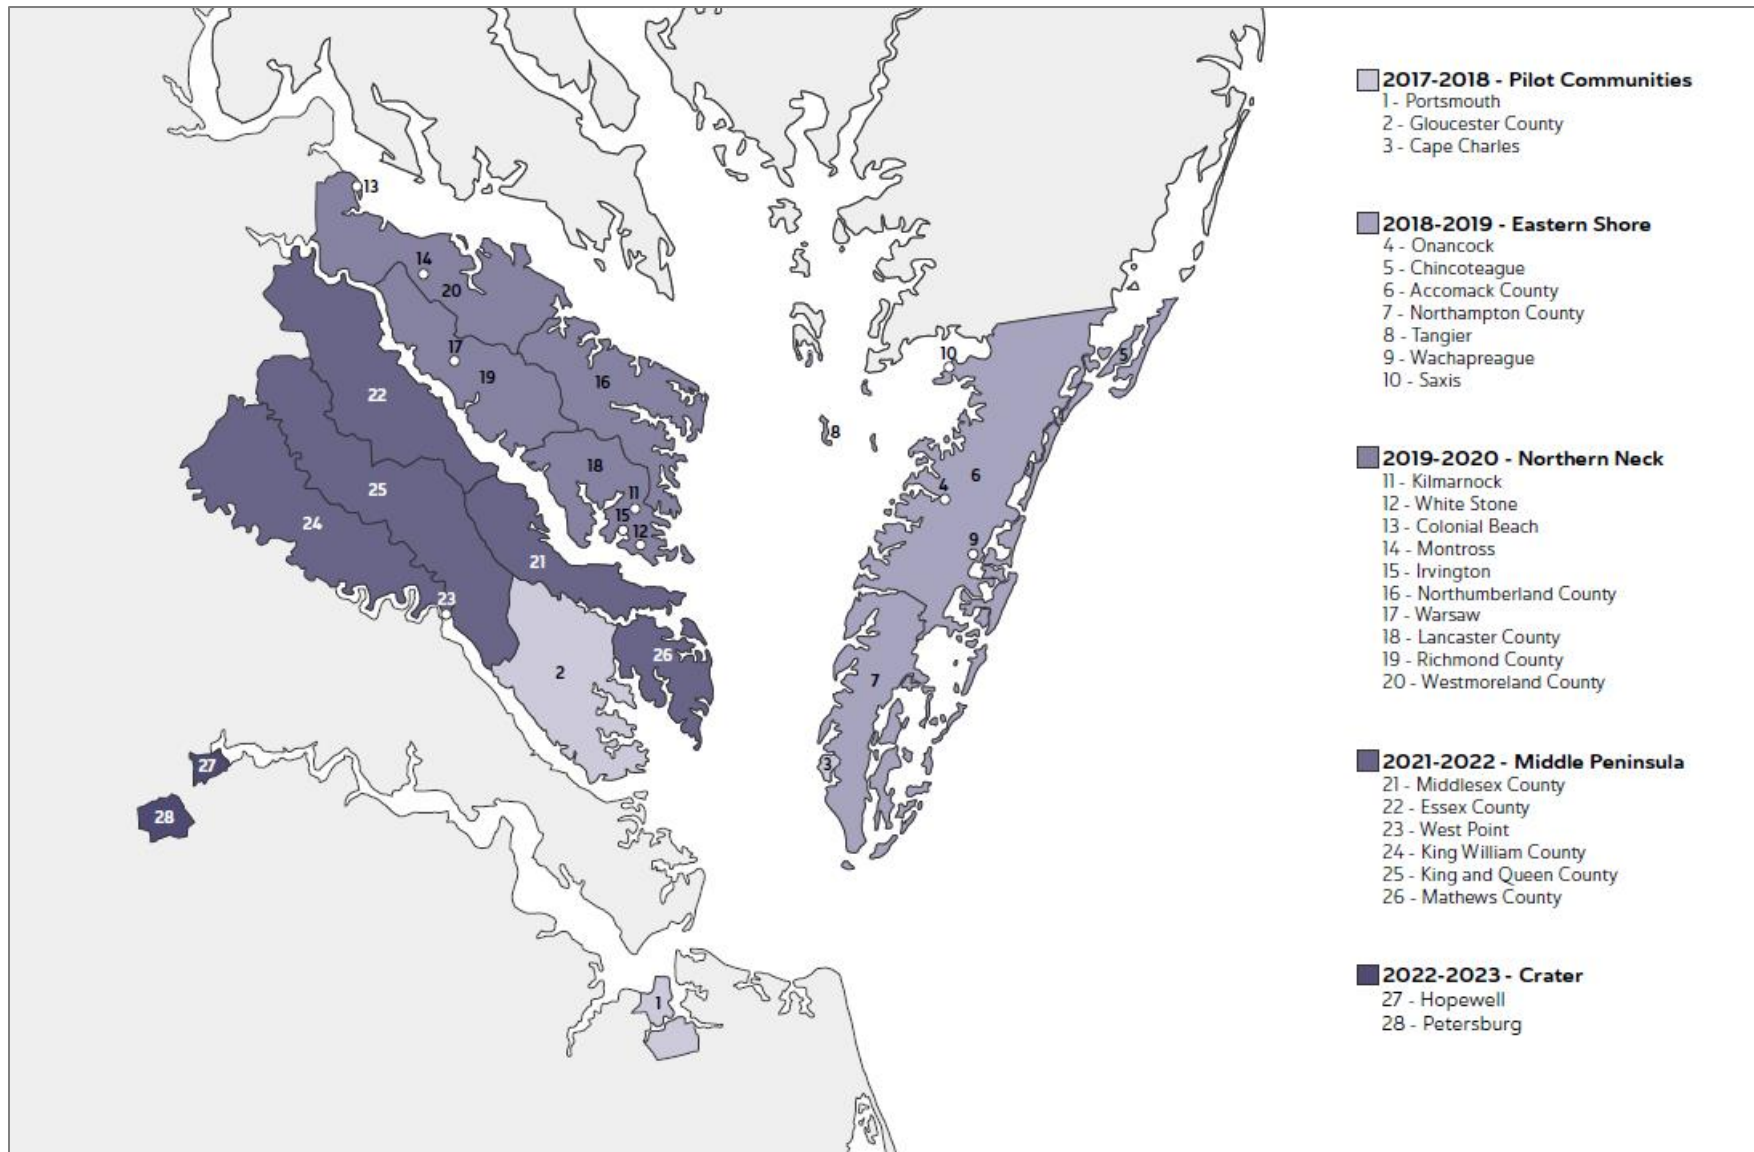 2017-2018 - Pilot Communities
1 - Portsmouth
2 - Gloucester County
3 - Cape Charles
2018-2019 - Eastern Shore
4 - Onancock
5 - Chincoteague
6 - Accomack County
7 - Northampton County
8 - Tangier
9 - Wachapreague
10 - Saxis
2019-2020 - Northern Neck
11 - Kilmarnock
12 - White Stone
13 - Colonial Beach
14 - Montross
15 - Irvington
16 - Northumberland County
17 - Warsaw
18 - Lancaster County
19 - Richmond County
20 - Westmoreland County
2021-2022 - Middle Peninsula
21 - Middlesex County
22 - Essex County
23 - West Point
24 - King William County
25 - King and Queen County
26 - Mathews County
2022-2023 - Crater
27 - Hopewell
28 - Petersburg
13
14
20
17
19
16
10
5
22
8
18
6
25
11
4
24
15
12
9
21
23
26
2
7
27
3
28
1